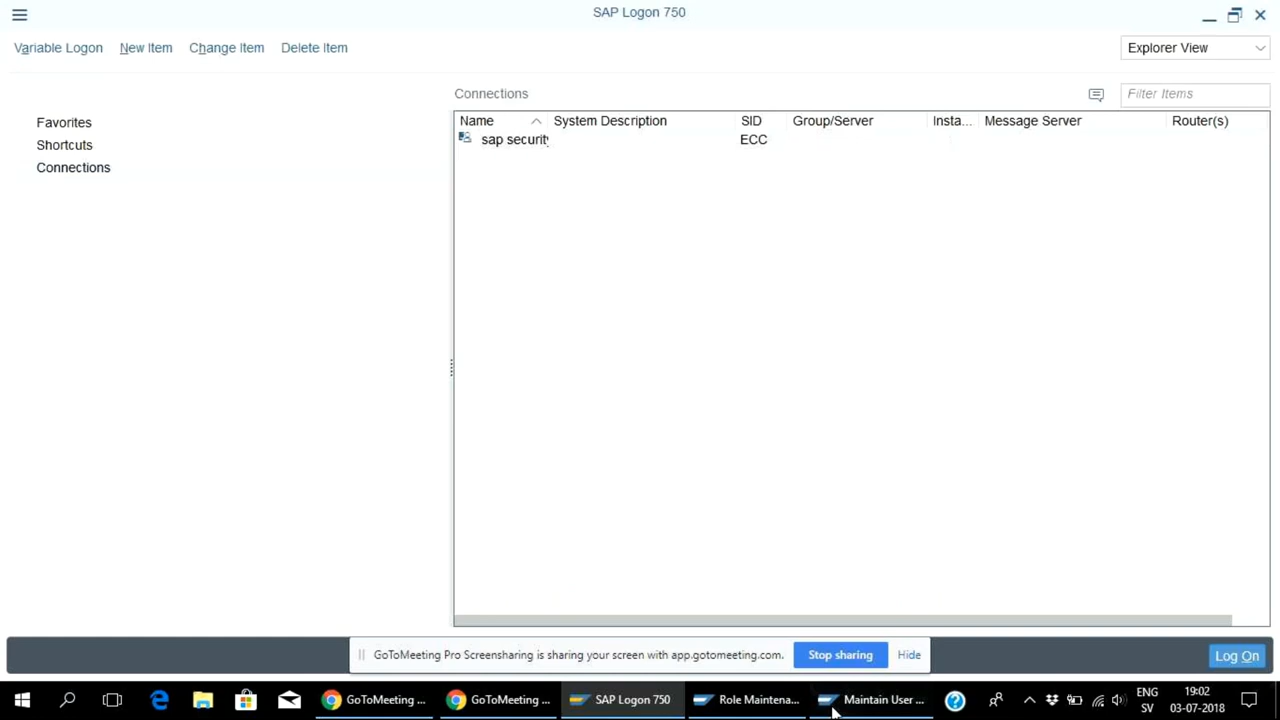 SAP Logon 750
Variable Logon New Item Change Item Delete Item Explorer View
Connections Filter Items
Favorites
Shortcuts
Connections
Name System Description SID Group/Server Insta... Message Server Router(s)
sap security ECC
GoToMeeting Pro Screensharing is sharing your screen with app.gotomeeting.com. Stop sharing Hide
Log On
GoToMeeting ... GoToMeeting ... SAP Logon 750 Role Maintena... Maintain User ... ENG 19:02
SV 03-07-2018